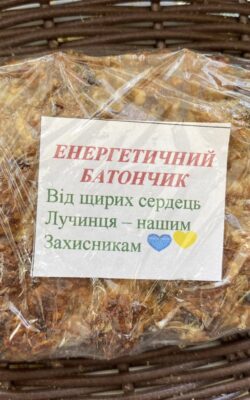 ЕНЕРГЕТИЧНИЙ
БАТОНЧИК
Від щирих сердець
Лучинця – нашим
Захисникам 💙💛